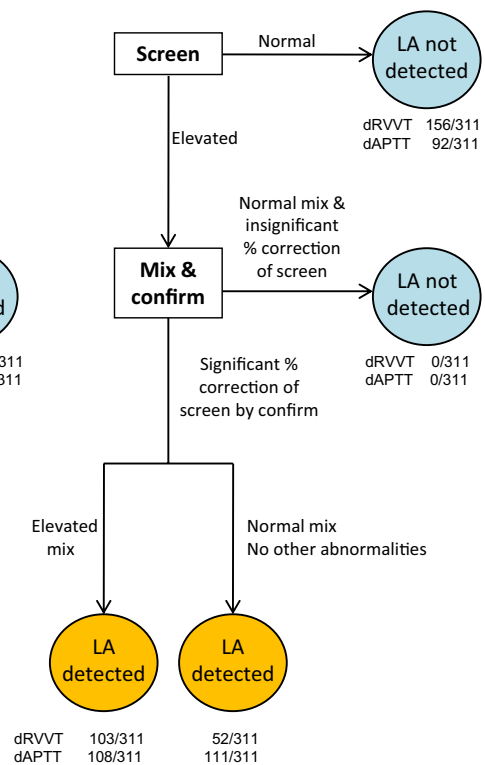 Screen
Normal
LA not
detected
dRVVT 156/311
dAPTT 92/311
Elevated
Normal mix &
insignificant
% correction
of screen
Mix &
confirm
LA not
detected
d
311
311
dRVVT 0/311
dAPTT 0/311
Significant %
correction of
screen by confirm
Elevated
mix
Normal mix
No other abnormalities
LA
detected
LA
detected
dRVVT 103/311 52/311
dAPTT 108/311 111/311